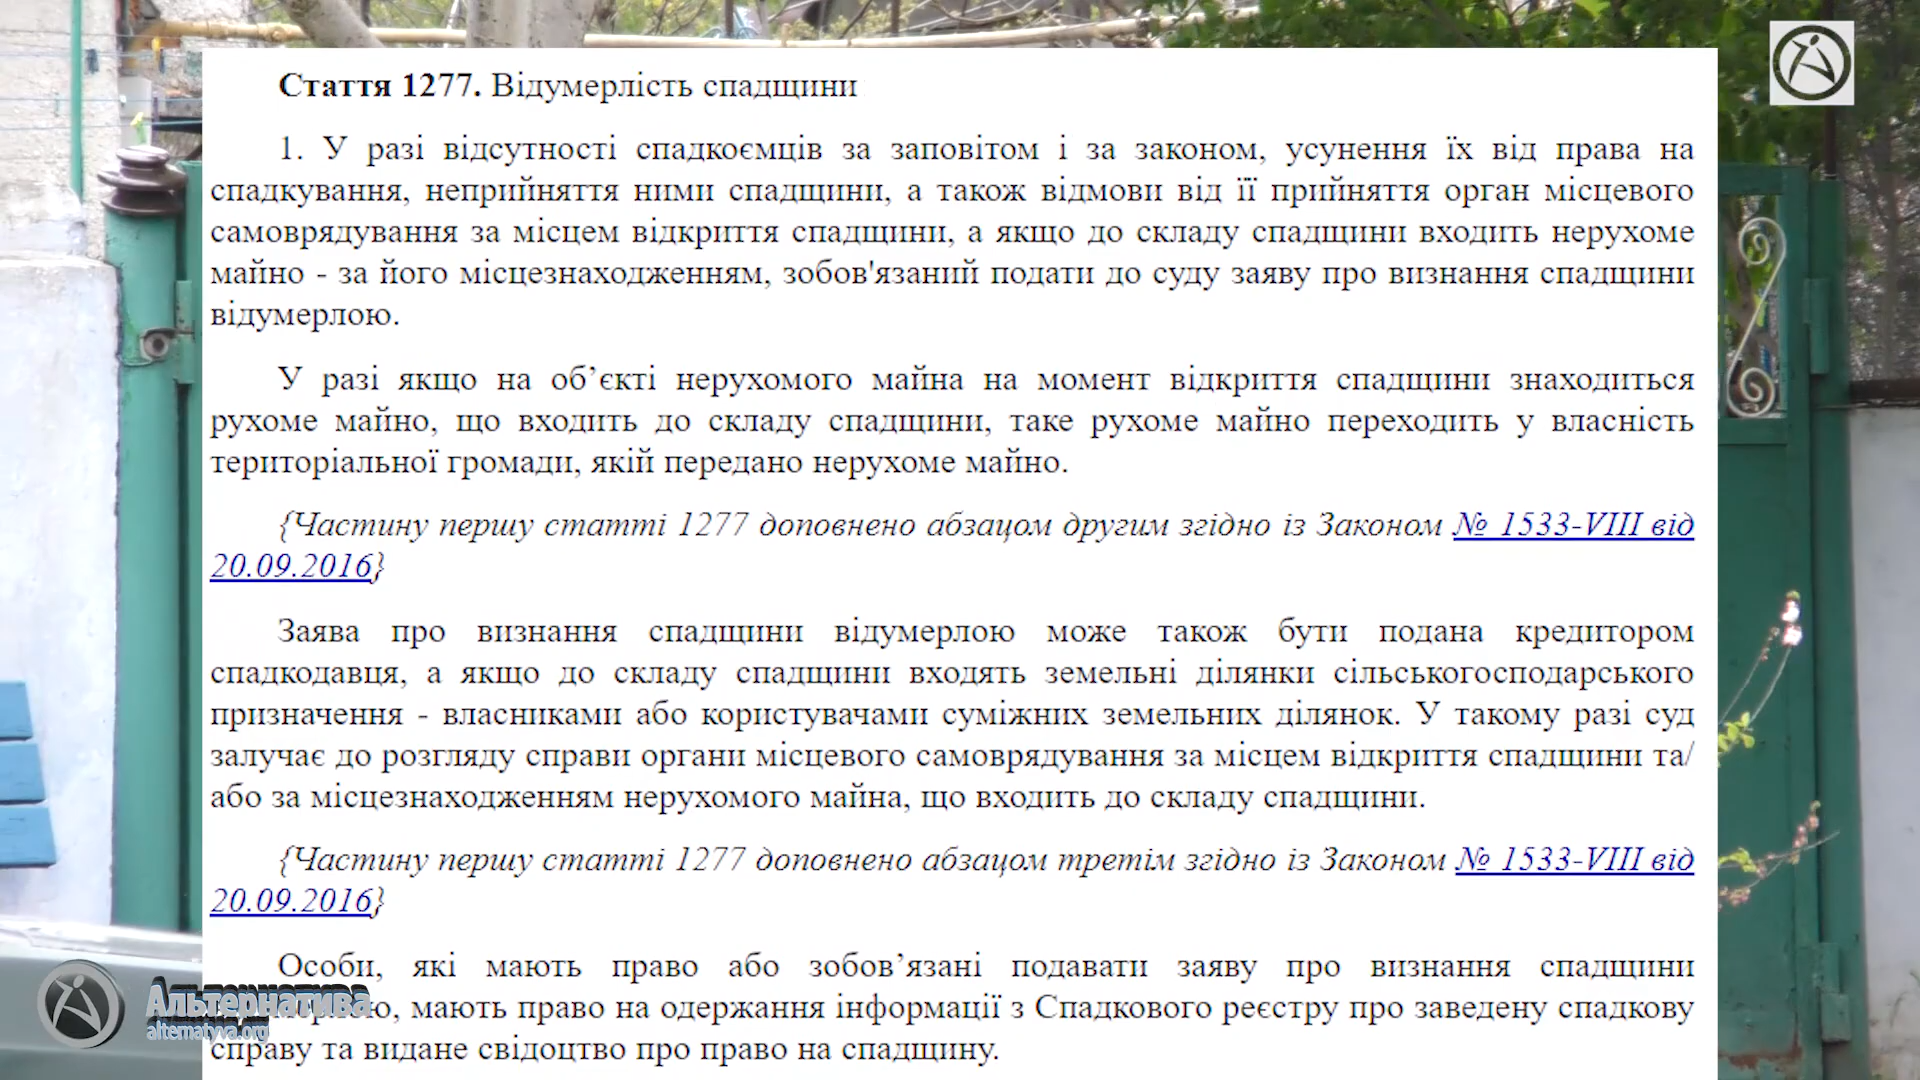 Стаття 1277. Відумерлість спадщини
1. У разі відсутності спадкоємців за заповітом і за законом, усунення їх від права на
спадкування, неприйняття ними спадщини, а також відмови від її прийняття орган місцевого
самоврядування за місцем відкриття спадщини, а якщо до складу спадщини входить нерухоме
майно - за його місцезнаходженням, зобов'язаний подати до суду заяву про визнання спадщини
відумерлою.
У разі якщо на об’єкті нерухомого майна на момент відкриття спадщини знаходиться
рухоме майно, що входить до складу спадщини, таке рухоме майно переходить у власність
територіальної громади, якій передано нерухоме майно.
{Частину першу статті 1277 доповнено абзацом другим згідно із Законом № 1533-VIII від
20.09.2016}
Заява про визнання спадщини відумерлою може також бути подана кредитором
спадкодавця, а якщо до складу спадщини входять земельні ділянки сільськогосподарського
призначення - власниками або користувачами суміжних земельних ділянок. У такому разі суд
залучає до розгляду справи органи місцевого самоврядування за місцем відкриття спадщини та/
або за місцезнаходженням нерухомого майна, що входить до складу спадщини.
{Частину першу статті 1277 доповнено абзацом третім згідно із Законом № 1533-VIII від
20.09.2016}
Особи, які мають право або зобов’язані подавати заяву про визнання спадщини
мають право на одержання інформації з Спадкового реєстру про заведену спадкову
справу та видане свідоцтво про право на спадщину.
Альтернатива
alternatyva.org